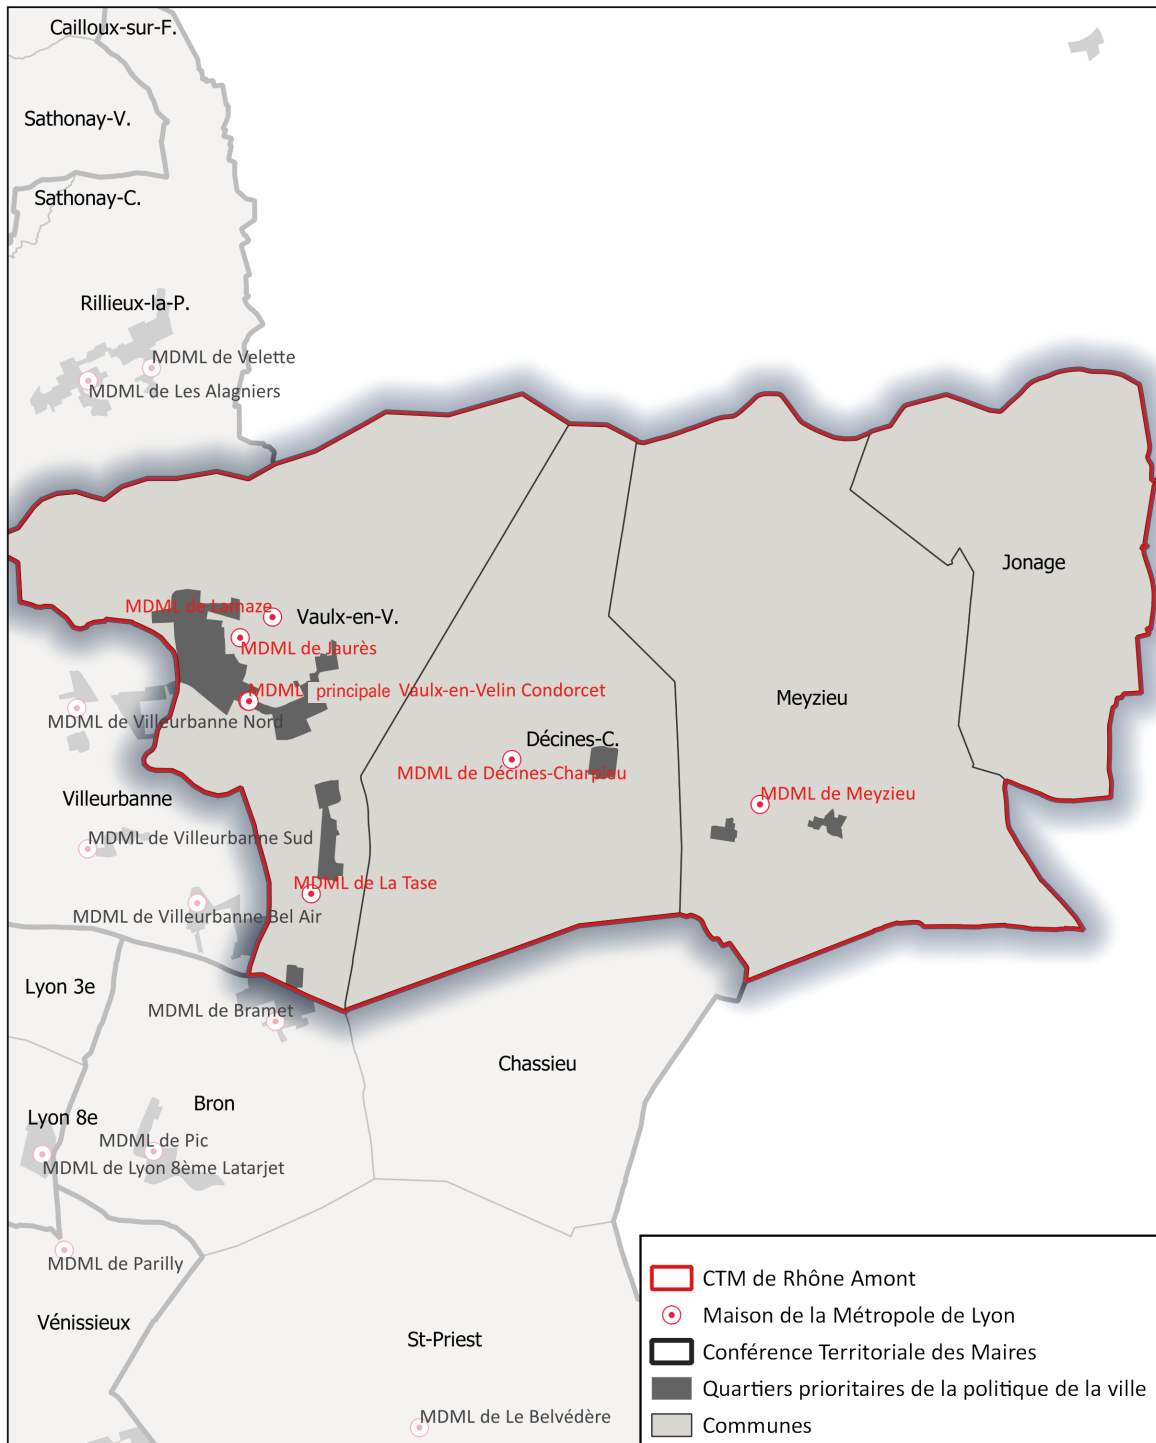 Cailloux-sur-F.
Sathonay-V.
Sathonay-C.
Rillieux-la-P.
MDML de Velette
MDML de Les Alagniers
Jonage
MDML de Lamaze
Vaulx-en-V.
MDML de Jaurès
MDML principale Vaulx-en-Velin Condorcet
Meyzieu
MDML de Villeurbanne Nord
Décines-C.
MDML de Décines-Charpieu
MDML de Meyzieu
Villeurbanne
MDML de Villeurbanne Sud
MDML de La Tase
MDML de Villeurbanne Bel Air
Lyon 3e
MDML de Bramet
Chassieu
Bron
Lyon 8e
MDML de Pic
MDML de Lyon 8ème Latarjet
MDML de Parilly
Vénissieux
St-Priest
MDML de Le Belvédère
CTM de Rhône Amont
Maison de la Métropole de Lyon
Conférence Territoriale des Maires
Quartiers prioritaires de la politique de la ville
Communes